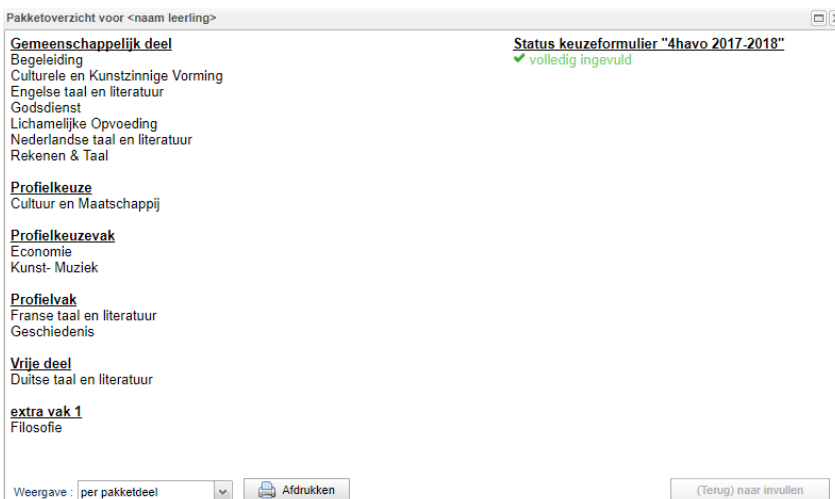 Pakketoverzicht voor <naam leerling>
Gemeenschappelijk deel
Begeleiding
Culturele en Kunstzinnige Vorming
Engelse taal en literatuur
Godsdienst
Lichamelijke Opvoeding
Nederlandse taal en literatuur
Rekenen & Taal
Profielkeuze
Cultuur en Maatschappij
Profielkeuzevak
Economie
Kunst- Muziek
Profielvak
Franse taal en literatuur
Geschiedenis
Vrije deel
Duitse taal en literatuur
extra vak 1
Filosofie
Status keuzeformulier "4havo 2017-2018"
volledig ingevuld
Weergave : per pakketdeel
Afdrukken
(Terug) naar invullen